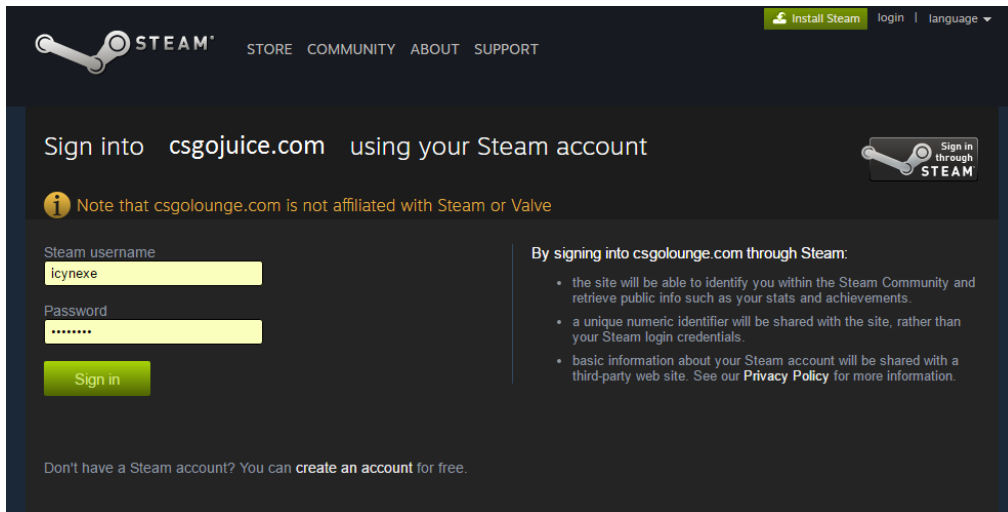 Install Steam login | language
STEAM STORE COMMUNITY ABOUT SUPPORT
Sign into csgojuice.com using your Steam account
Sign in
through
STEAM
Note that csgolounge.com is not affiliated with Steam or Valve
Steam username
icynexe
Password
••••••••
Sign in
By signing into csgolounge.com through Steam:
• the site will be able to identify you within the Steam Community and
retrieve public info such as your stats and achievements.
• a unique numeric identifier will be shared with the site, rather than
your Steam login credentials.
• basic information about your Steam account will be shared with a
third-party web site. See our Privacy Policy for more information.
Don't have a Steam account? You can create an account for free.